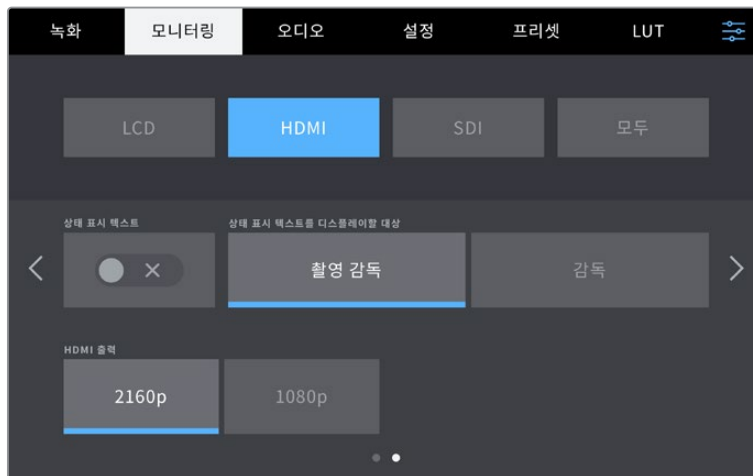 녹화 모니터링 오디오 설정 프리셋 LUT
LCD HDMI SDI 모두
상태 표시 텍스트 상태 표시 텍스트를 디스플레이할 대상
촬영 감독 감독
HDMI 출력
2160p 1080p